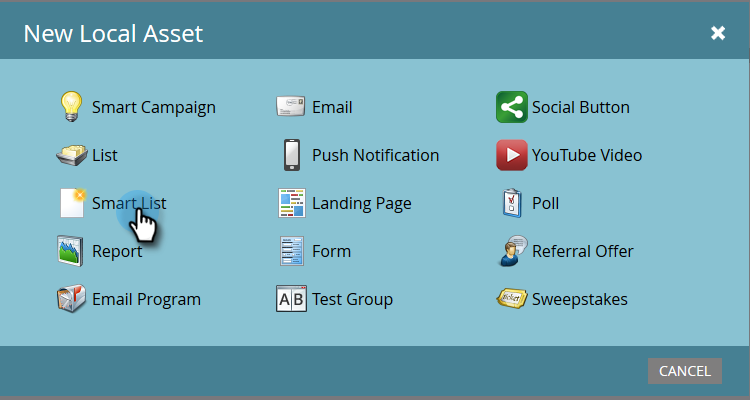 New Local Asset
Smart Campaign
Email
Social Button
List
Push Notification
YouTube Video
Smart List
Landing Page
Poll
Report
Form
Referral Offer
Email Program
A B
Test Group
Sweepstakes
CANCEL